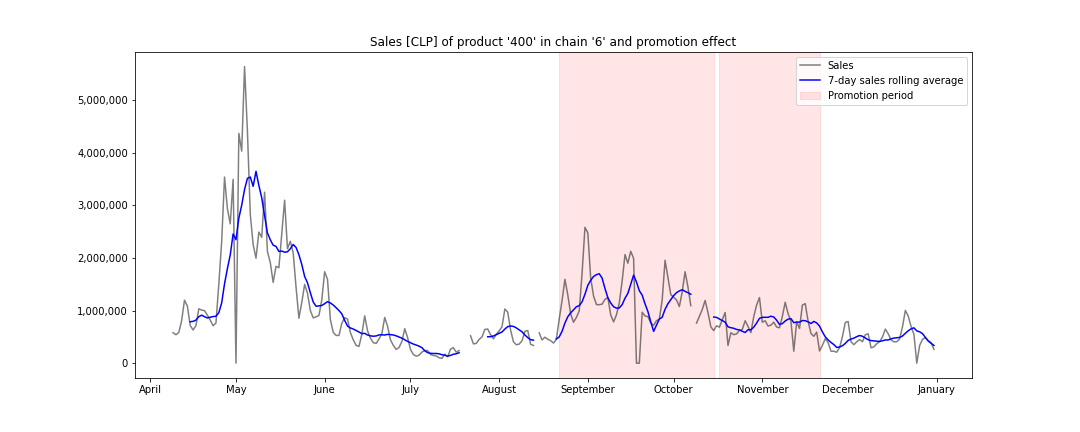 Sales [CLP] of product '400' in chain '6' and promotion effect
Sales
7-day sales rolling average
Promotion period
5,000,000
4,000,000
3,000,000
2,000,000
1,000,000
0
April
May
June
July
August
September
October
November
December
January